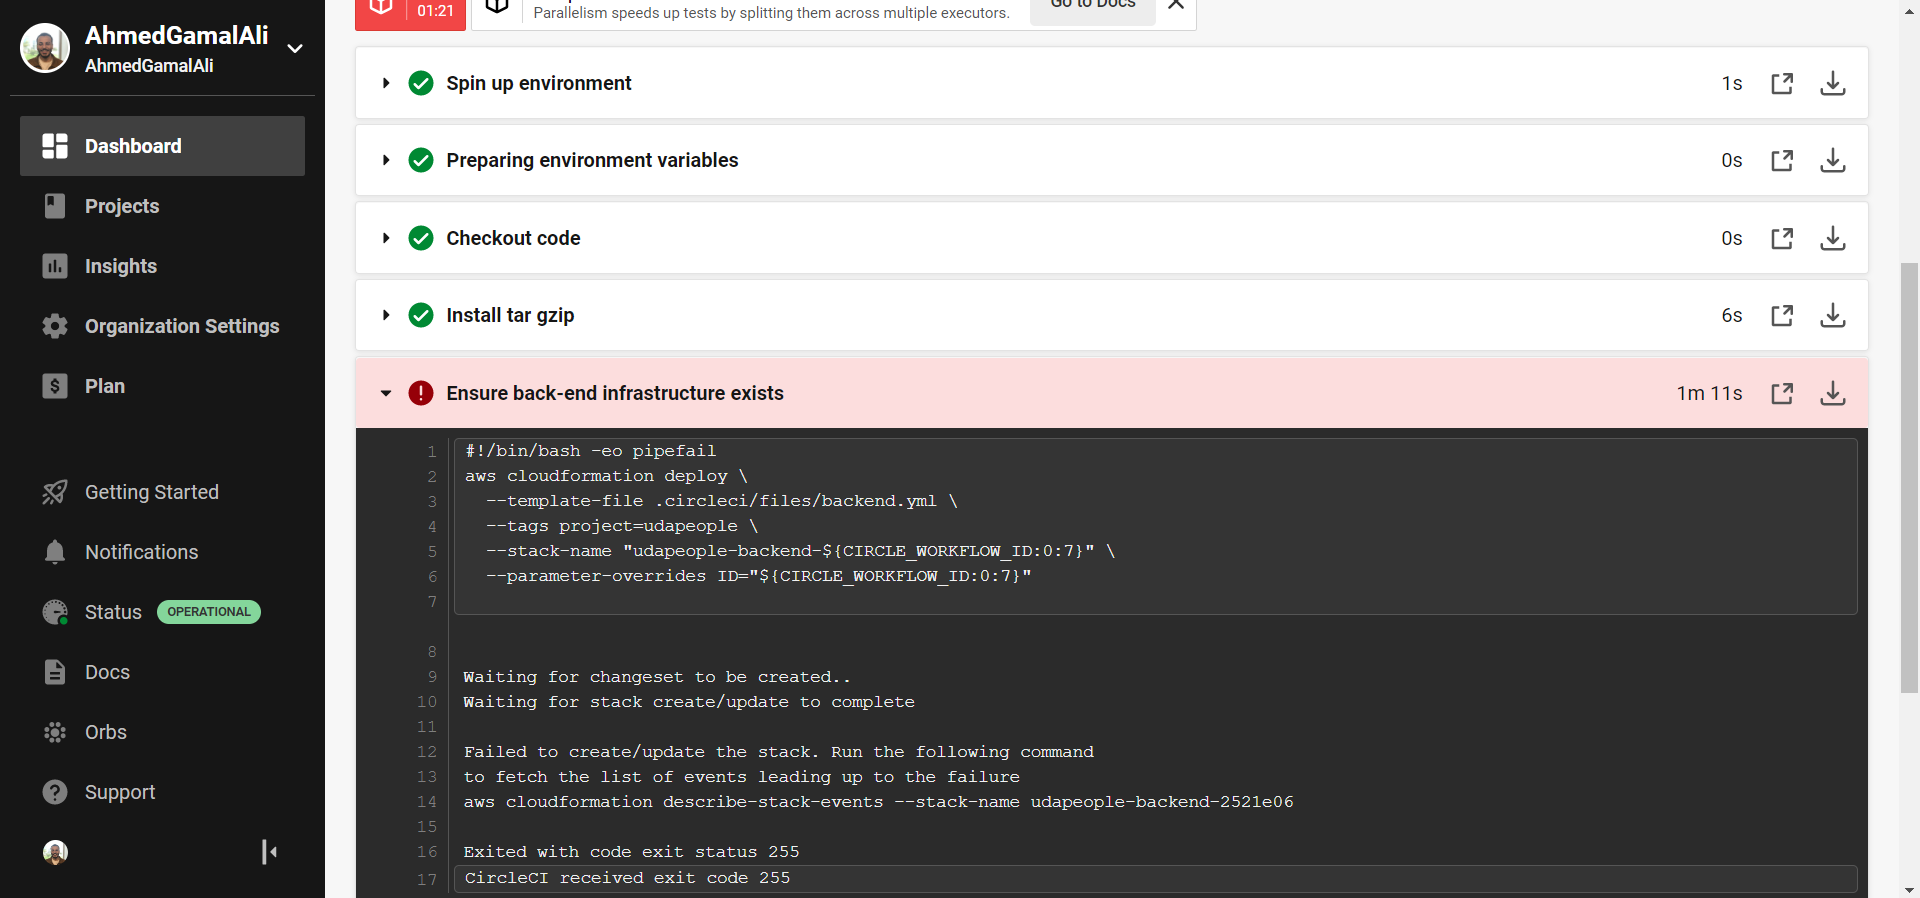 AhmedGamalAli
AhmedGamalAli
Dashboard
Projects
Insights
Organization Settings
Plan
Getting Started
Notifications
Status OPERATIONAL
Docs
Orbs
Support
01:21
Parallelism speeds up tests by splitting them across multiple executors.
Go to Docs
Spin up environment 1s
Preparing environment variables 0s
Checkout code 0s
Install tar gzip 6s
Ensure back-end infrastructure exists 1m 11s
1 #!/bin/bash -eo pipefail
2 aws cloudformation deploy \
3 --template-file .circleci/files/backend.yml \
4 --tags project=udapeople \
5 --stack-name "udapeople-backend-${CIRCLE_WORKFLOW_ID:0:7}" \
6 --parameter-overrides ID="${CIRCLE_WORKFLOW_ID:0:7}"
7
8
9 Waiting for changeset to be created..
10 Waiting for stack create/update to complete
11
12 Failed to create/update the stack. Run the following command
13 to fetch the list of events leading up to the failure
14 aws cloudformation describe-stack-events --stack-name udapeople-backend-2521e06
15
16 Exited with code exit status 255
17 CircleCI received exit code 255